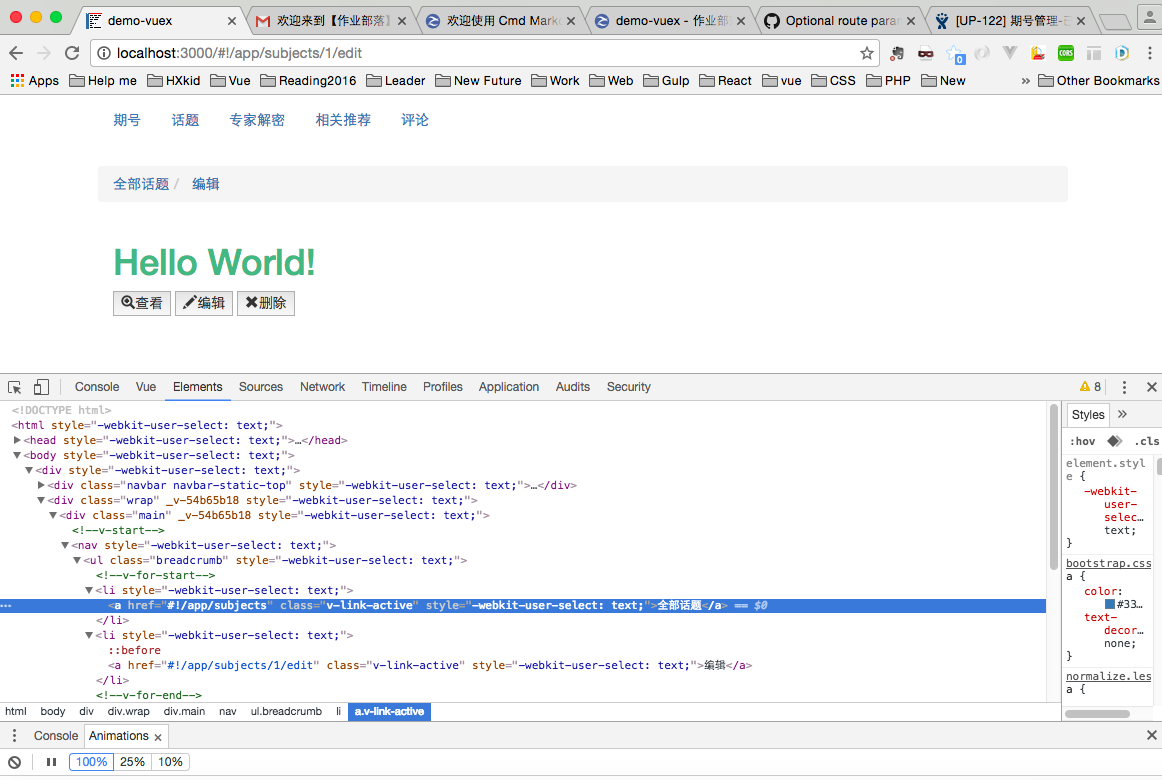 demo-vuex 欢迎来到【作业部落】 欢迎使用 Cmd Mark demo-vuex - 作业部 Optional route para [UP-122] 期号管理-
localhost:3000/#!/app/subjects/1/edit
0 CORS
Apps Help me HXkid Vue Reading2016 Leader New Future Work Web Gulp React vue CSS PHP New » Other Bookmarks
期号 话题 专家解密 相关推荐 评论
全部话题 / 编辑
Hello World!
查看 编辑 删除
Console Vue Elements Sources Network Timeline Profiles Application Audits Security 8
<!DOCTYPE html>
<html style="-webkit-user-select: text;">
<head style="-webkit-user-select: text;">…</head>
<body style="-webkit-user-select: text;">
<div style="-webkit-user-select: text;">
<div class="navbar navbar-static-top" style="-webkit-user-select: text;">…</div>
<div class="wrap" _v-54b65b18 style="-webkit-user-select: text;">
<div class="main" _v-54b65b18 style="-webkit-user-select: text;">
<!--v-start-->
<nav style="-webkit-user-select: text;">
<ul class="breadcrumb" style="-webkit-user-select: text;">
<!--v-for-start-->
<li style="-webkit-user-select: text;">
… <a href="#!/app/subjects" class="v-link-active" style="-webkit-user-select: text;">全部话题</a> == $0
</li>
<li style="-webkit-user-select: text;">
::before
<a href="#!/app/subjects/1/edit" class="v-link-active" style="-webkit-user-select: text;">编辑</a>
</li>
<!--v-for-end-->
html body div div.wrap div.main nav ul.breadcrumb li a.v-link-active
Styles »
:hov .cls
element.styl
e {
-webkit-
user-
selec…
text;
}
bootstrap.css
a {
color:
#33…
text-
decor…
none;
}
normalize.les
a {
Console Animations
100% 25% 10%